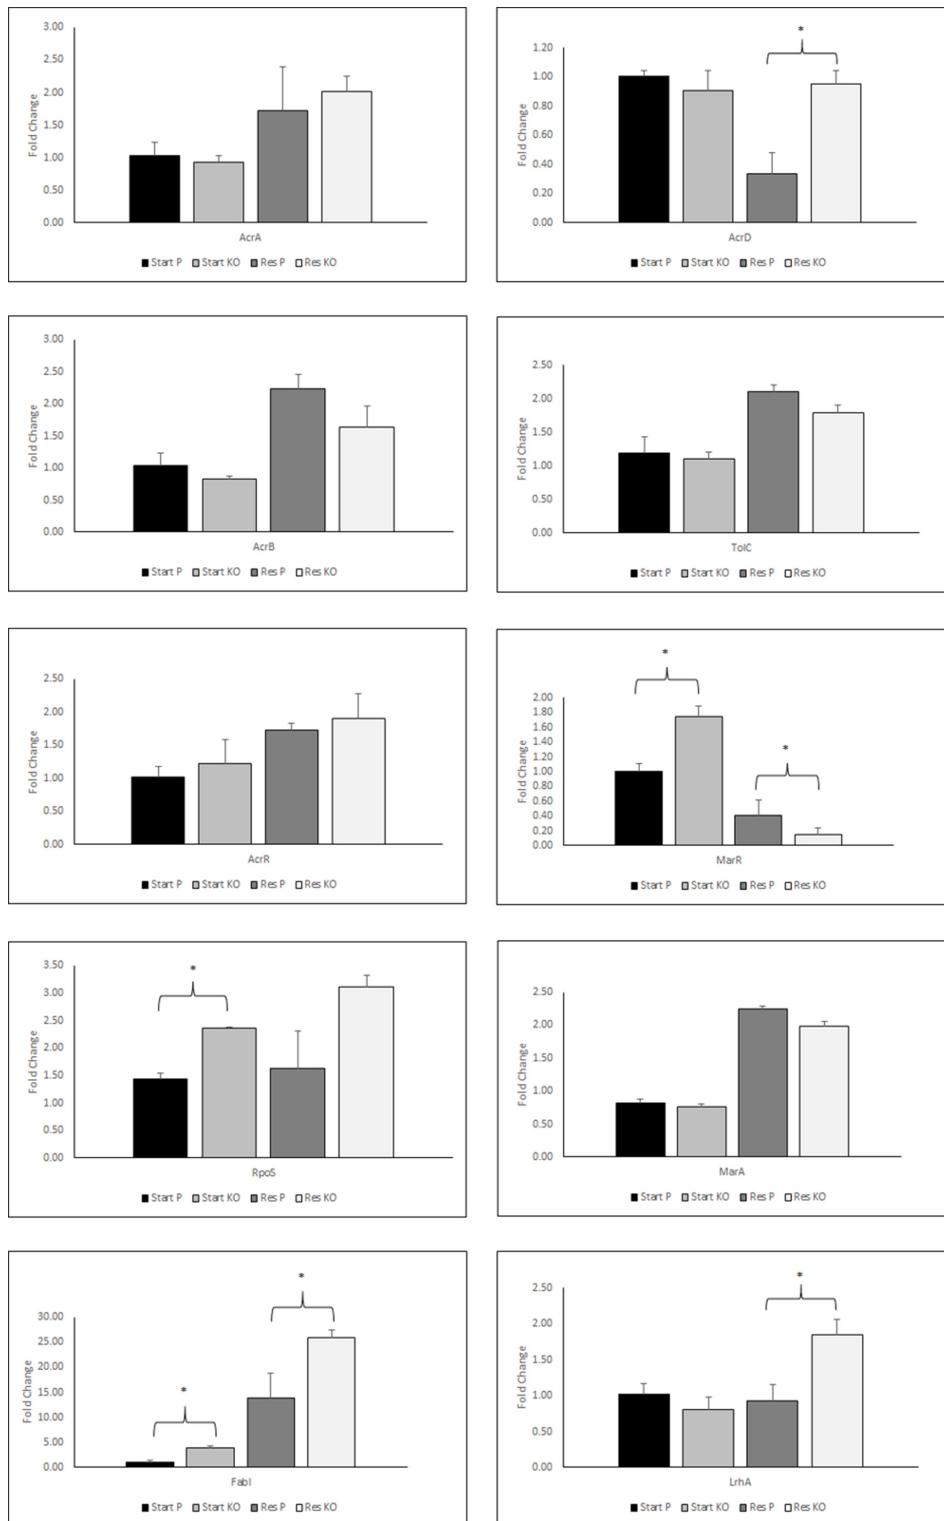 3.00
2.50
2.00
1.50
1.00
0.50
0.00
Fold Change
AcrA
■ Start P ■ Start KO ■ Res P □ Res KO
*
1.20
1.00
0.80
0.60
0.40
0.20
0.00
Fold Change
AcrD
■ Start P ■ Start KO ■ Res P □ Res KO
3.00
2.50
2.00
1.50
1.00
0.50
0.00
Fold Change
AcrB
■ Start P ■ Start KO ■ Res P □ Res KO
2.50
2.00
1.50
1.00
0.50
0.00
Fold Change
TolC
■ Start P ■ Start KO ■ Res P □ Res KO
2.50
2.00
1.50
1.00
0.50
0.00
Fold Change
AcrR
■ Start P ■ Start KO ■ Res P □ Res KO
*
*
2.00
1.80
1.60
1.40
1.20
1.00
0.80
0.60
0.40
0.20
0.00
Fold Change
MarR
■ Start P ■ Start KO ■ Res P □ Res KO
*
3.50
3.00
2.50
2.00
1.50
1.00
0.50
0.00
Fold Change
RpoS
■ Start P ■ Start KO ■ Res P □ Res KO
2.50
2.00
1.50
1.00
0.50
0.00
Fold Change
MarA
■ Start P ■ Start KO ■ Res P □ Res KO
*
*
30.00
25.00
20.00
15.00
10.00
5.00
0.00
Fold Change
FabI
■ Start P ■ Start KO ■ Res P □ Res KO
*
2.50
2.00
1.50
1.00
0.50
0.00
Fold Change
LrhA
■ Start P ■ Start KO ■ Res P □ Res KO